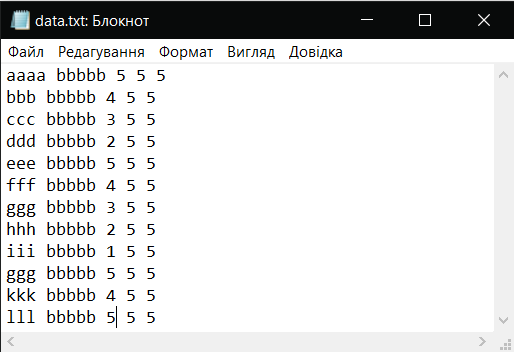 data.txt: Блокнот
Файл Редагування Формат Вигляд Довідка
aaaa bbbbb 5 5 5
bbb bbbbb 4 5 5
ccc bbbbb 3 5 5
ddd bbbbb 2 5 5
eee bbbbb 5 5 5
fff bbbbb 4 5 5
ggg bbbbb 3 5 5
hhh bbbbb 2 5 5
iii bbbbb 1 5 5
ggg bbbbb 5 5 5
kkk bbbbb 4 5 5
lll bbbbb 5 5 5